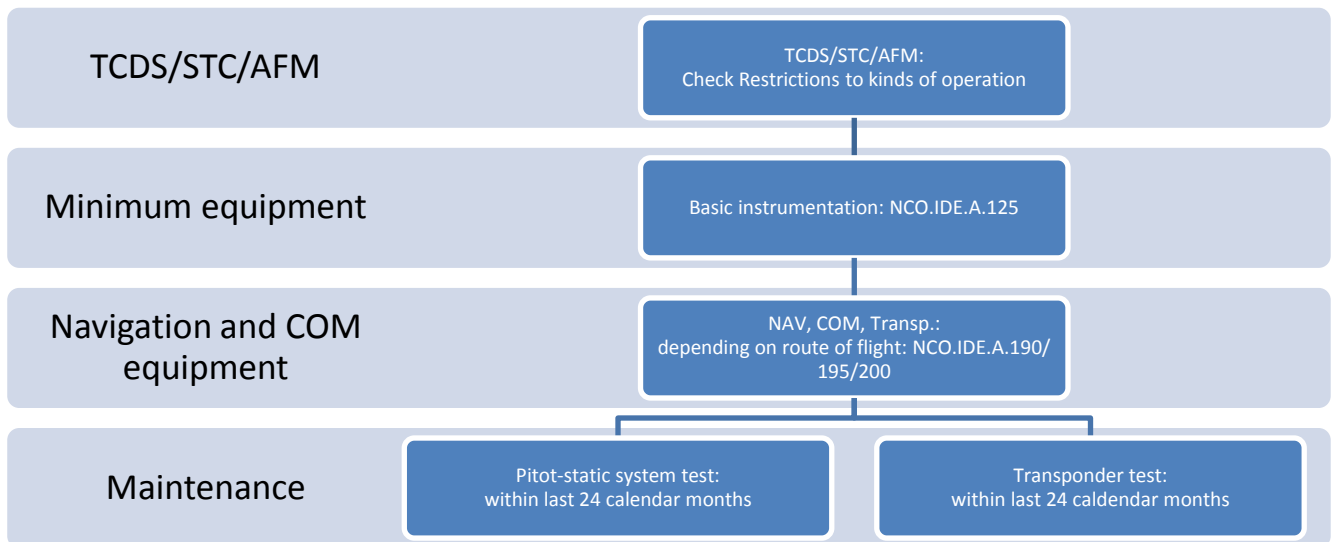 TCDS/STC/AFM
TCDS/STC/AFM:
Check Restrictions to kinds of operation
Minimum equipment
Basic instrumentation: NCO.IDE.A.125
Navigation and COM
equipment
NAV, COM, Transp.:
depending on route of flight: NCO.IDE.A.190/
195/200
Maintenance
Pitot-static system test:
within last 24 calendar months
Transponder test:
within last 24 caldendar months